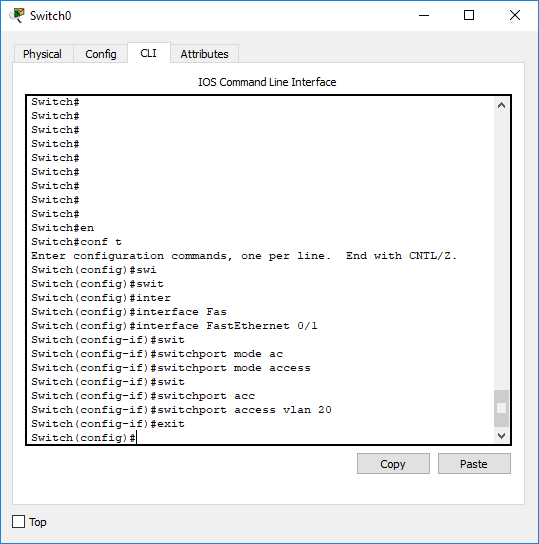 Switch0
Physical Config CLI Attributes
IOS Command Line Interface
Switch#
Switch#
Switch#
Switch#
Switch#
Switch#
Switch#
Switch#
Switch#
Switch#en
Switch#conf t
Enter configuration commands, one per line.  End with CNTL/Z.
Switch(config)#swi
Switch(config)#swit
Switch(config)#inter
Switch(config)#interface Fas
Switch(config)#interface FastEthernet 0/1
Switch(config-if)#swit
Switch(config-if)#switchport mode ac
Switch(config-if)#switchport mode access
Switch(config-if)#swit
Switch(config-if)#switchport acc
Switch(config-if)#switchport access vlan 20
Switch(config-if)#exit
Switch(config)#
Copy Paste
Top